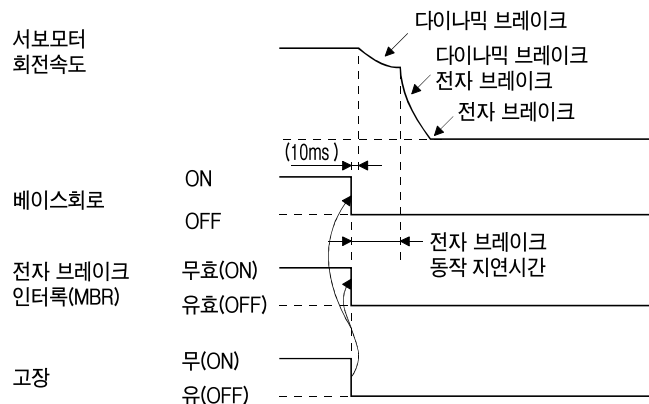 다이나믹 브레이크
서보모터
회전속도
다이나믹 브레이크
전자 브레이크
전자 브레이크
(10ms)
ON
베이스회로
OFF
전자 브레이크
동작 지연시간
전자 브레이크
인터록(MBR)
무효(ON)
유효(OFF)
무(ON)
고장
유(OFF)